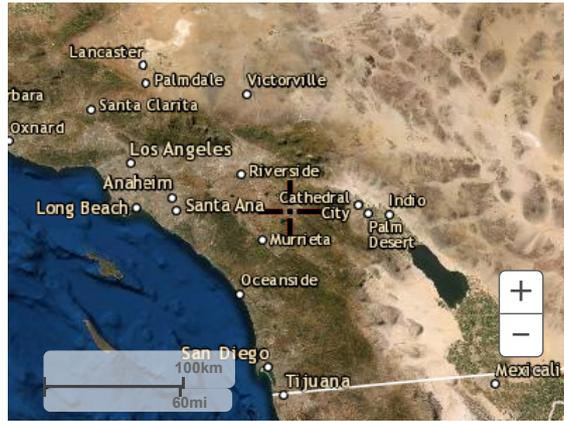 Lancaster
Palmdale
Victorville
rbara
Santa Clarita
Oxnard
Los Angeles
Riverside
Anaheim
Cathedral
City
Indio
Long Beach
Santa Ana
Palm
Desert
Murrieta
Oceanside
+
−
San Diego
100km
60mi
Tijuana
Mexicali